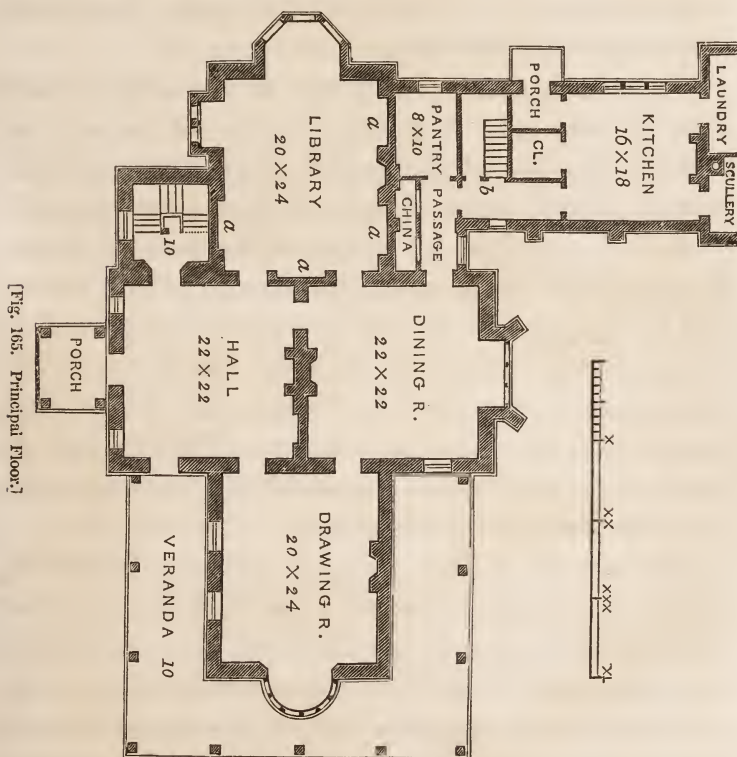 LAUNDRY
SCULLERY
KITCHEN
16 X 18
PORCH
CL.
PANTRY
8 X 10
b
PASSAGE
CHINA
LIBRARY
20 X 24
a
a
a
a
10
DINING R.
22 X 22
HALL
22 X 22
PORCH
DRAWING R.
20 X 24
VERANDA 10
X
XX
XXX
XL
[Fig. 165. Principal Floor.]